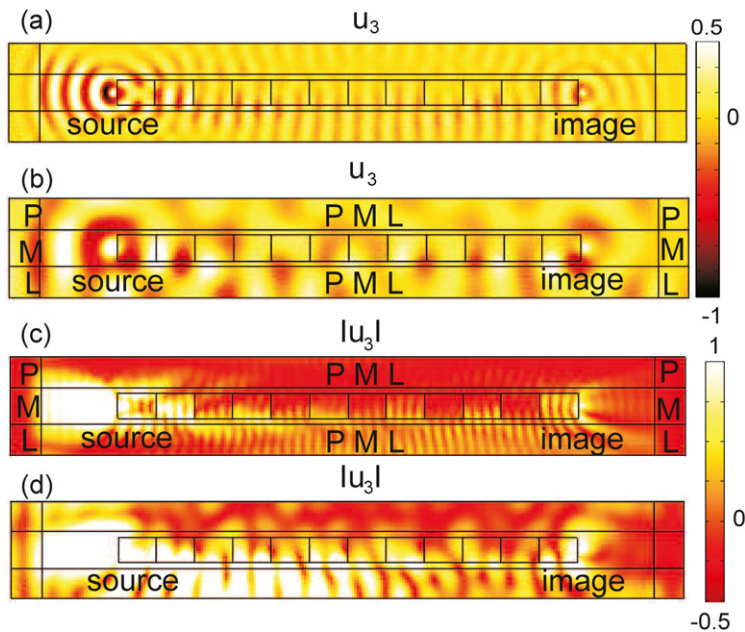 (a)
u3
0.5
source
image
0
(b)
u3
P
P M L
P
M
M
L
source
P M L
image
L
-1
(c)
|u3|
1
P
P M L
P
M
M
L
source
P M L
image
L
(d)
|u3|
0
source
image
-0.5